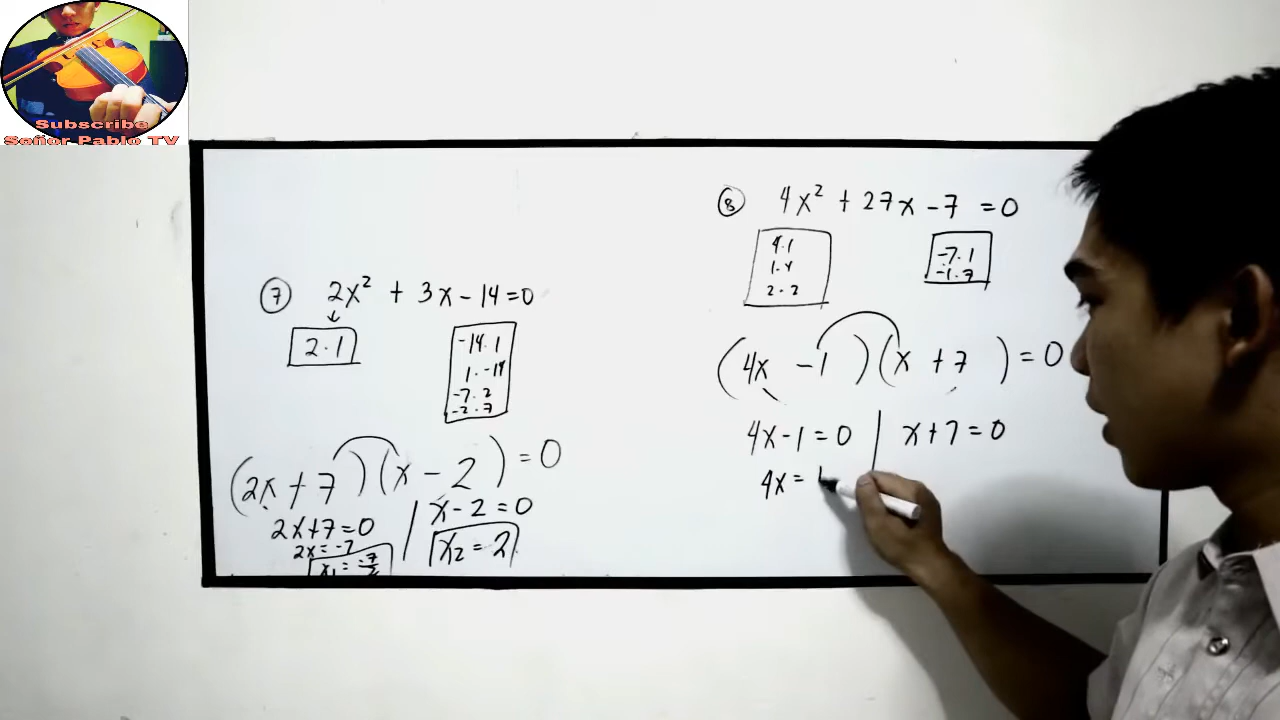 Subscribe
Señor Pablo TV
7 2x² + 3x - 14 = 0
2 · 1
-14 · 1
1 · -14
-7 · 2
-2 · 7
(2x + 7)(x - 2) = 0
2x + 7 = 0 | x - 2 = 0
2x = -7
x₁ = -7/2
x₂ = 2
8 4x² + 27x - 7 = 0
4 · 1
1 · 4
2 · 2
-7 · 1
-1 · 7
(4x - 1)(x + 7) = 0
4x - 1 = 0 | x + 7 = 0
4x = 1